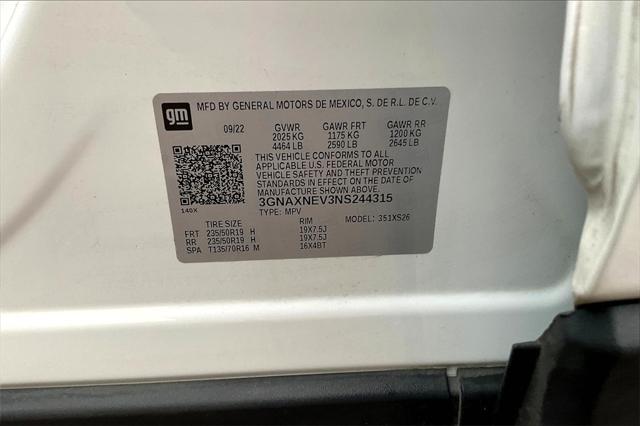 gm MFD BY GENERAL MOTORS DE MEXICO, S. DE R.L. DE C.V.
09/22 GVWR GAWR FRT GAWR RR
2025 KG 1175 KG 1200 KG
4464 LB 2590 LB 2645 LB
THIS VEHICLE CONFORMS TO ALL
APPLICABLE U.S. FEDERAL MOTOR
VEHICLE SAFETY AND THEFT
PREVENTION STANDARDS IN EFFECT
ON THE DATE OF MANUFACTURE
SHOWN ABOVE.
3GNAXNEV3NS244315
140X TYPE: MPV MODEL: 351XS26
TIRE SIZE RIM
FRT 235/50R19 H 19X7.5J
RR 235/50R19 H 19X7.5J
SPA T135/70R16 M 16X4BT